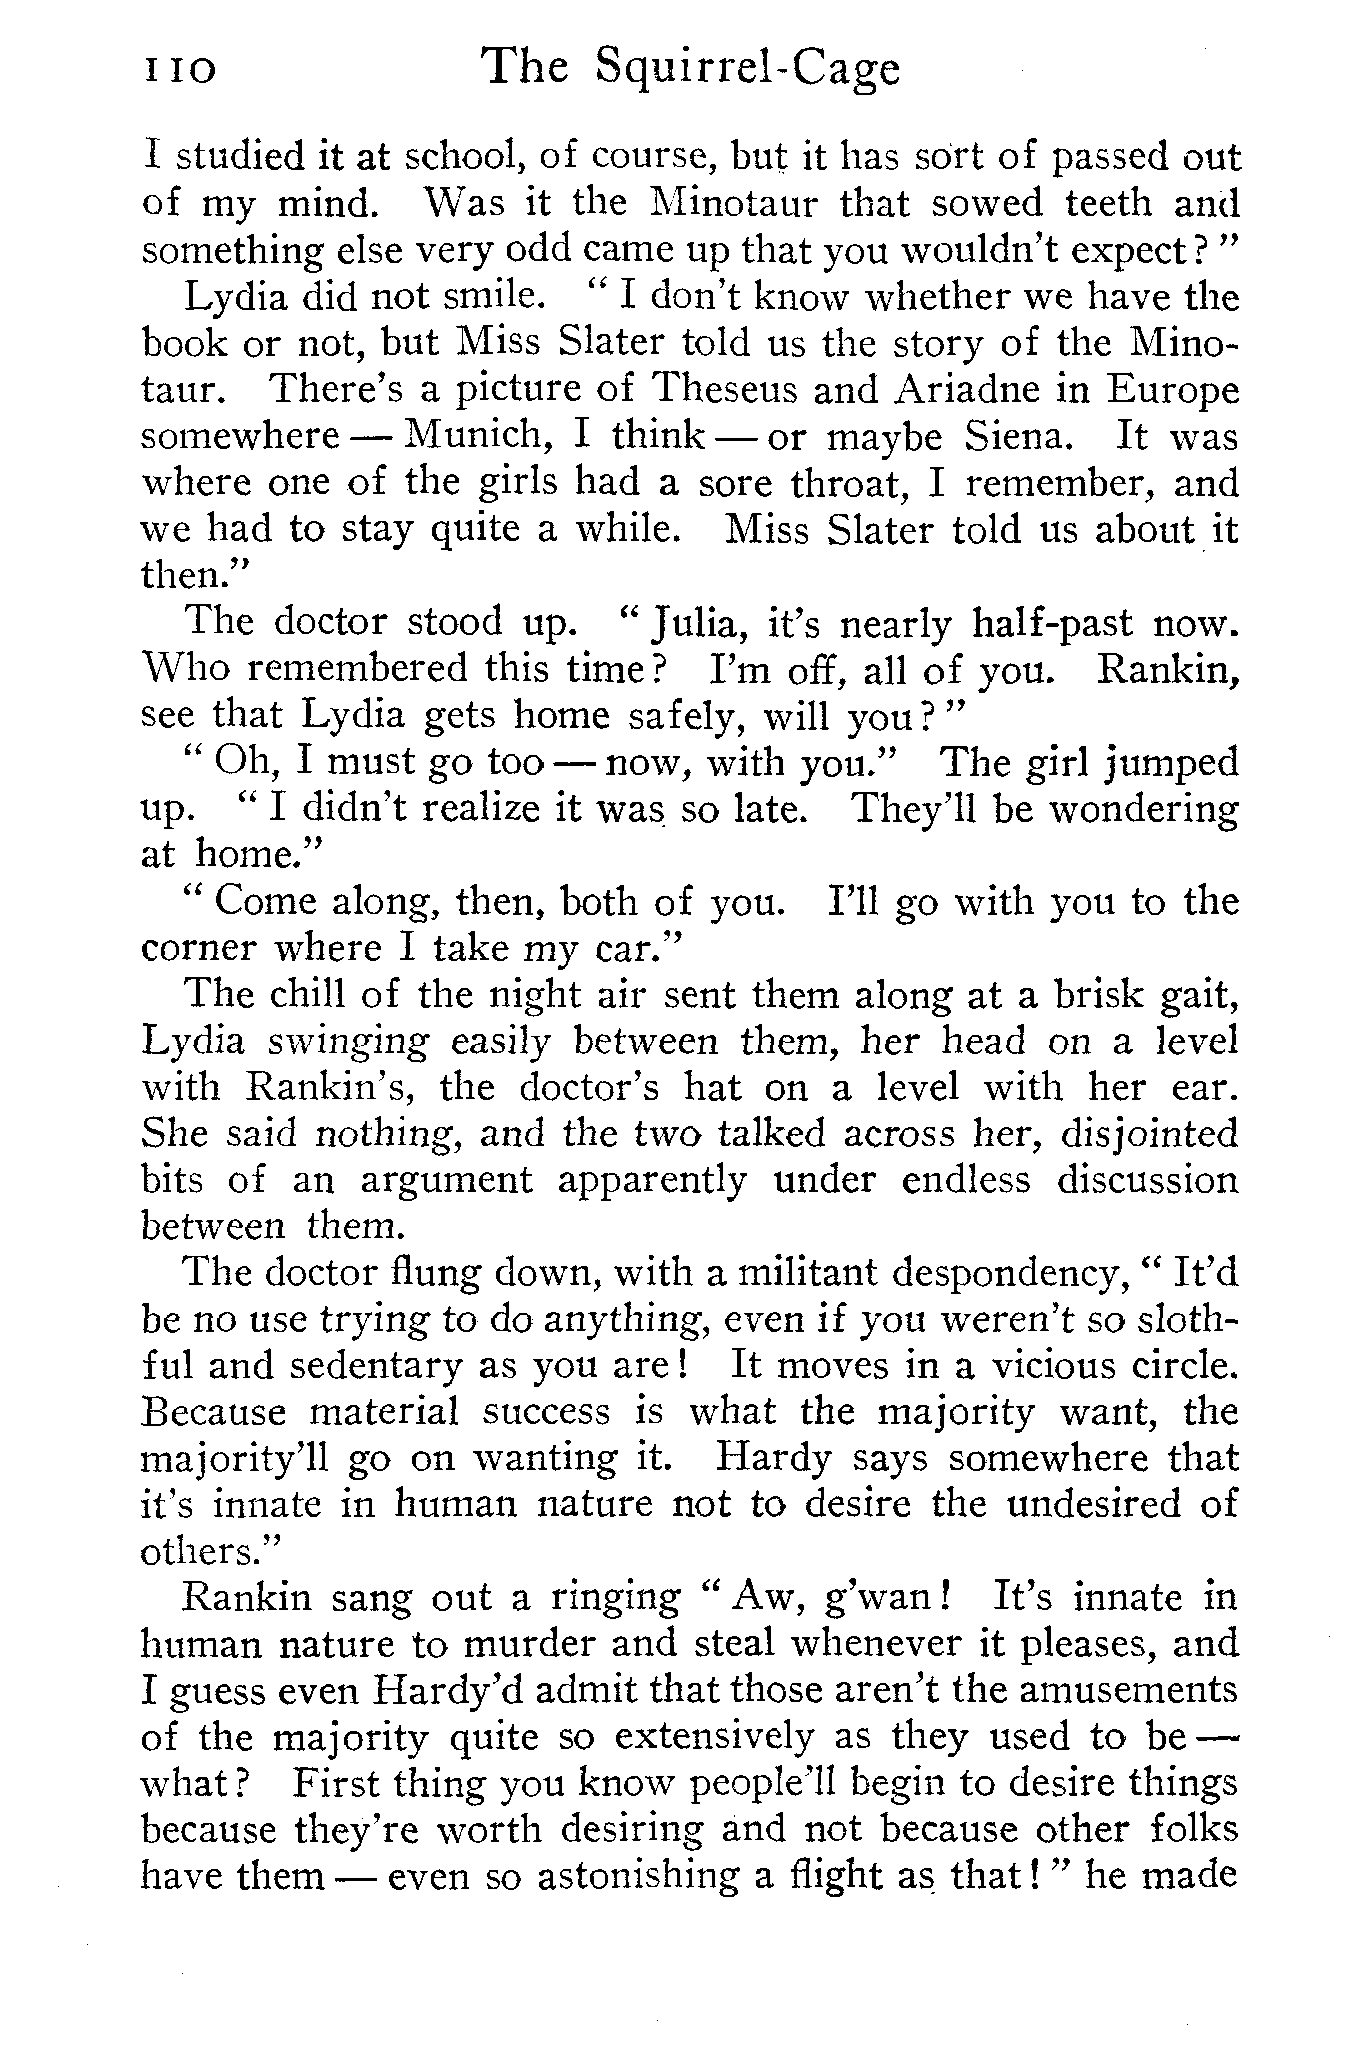 110 The Squirrel-Cage
I studied it at school, of course, but it has sort of passed out
of my mind. Was it the Minotaur that sowed teeth and
something else very odd came up that you wouldn't expect?"
Lydia did not smile. "I don't know whether we have the
book or not, but Miss Slater told us the story of the Mino-
taur. There's a picture of Theseus and Ariadne in Europe
somewhere — Munich, I think — or maybe Siena. It was
where one of the girls had a sore throat, I remember, and
we had to stay quite a while. Miss Slater told us about it
then."
The doctor stood up. "Julia, it's nearly half-past now.
Who remembered this time? I'm off, all of you. Rankin,
see that Lydia gets home safely, will you?"
"Oh, I must go too — now, with you." The girl jumped
up. "I didn't realize it was so late. They'll be wondering
at home."
"Come along, then, both of you. I'll go with you to the
corner where I take my car."
The chill of the night air sent them along at a brisk gait,
Lydia swinging easily between them, her head on a level
with Rankin's, the doctor's hat on a level with her ear.
She said nothing, and the two talked across her, disjointed
bits of an argument apparently under endless discussion
between them.
The doctor flung down, with a militant despondency, "It'd
be no use trying to do anything, even if you weren't so sloth-
ful and sedentary as you are! It moves in a vicious circle.
Because material success is what the majority want, the
majority'll go on wanting it. Hardy says somewhere that
it's innate in human nature not to desire the undesired of
others."
Rankin sang out a ringing "Aw, g'wan! It's innate in
human nature to murder and steal whenever it pleases, and
I guess even Hardy'd admit that those aren't the amusements
of the majority quite so extensively as they used to be —
what? First thing you know people'll begin to desire things
because they're worth desiring and not because other folks
have them — even so astonishing a flight as that!" he made